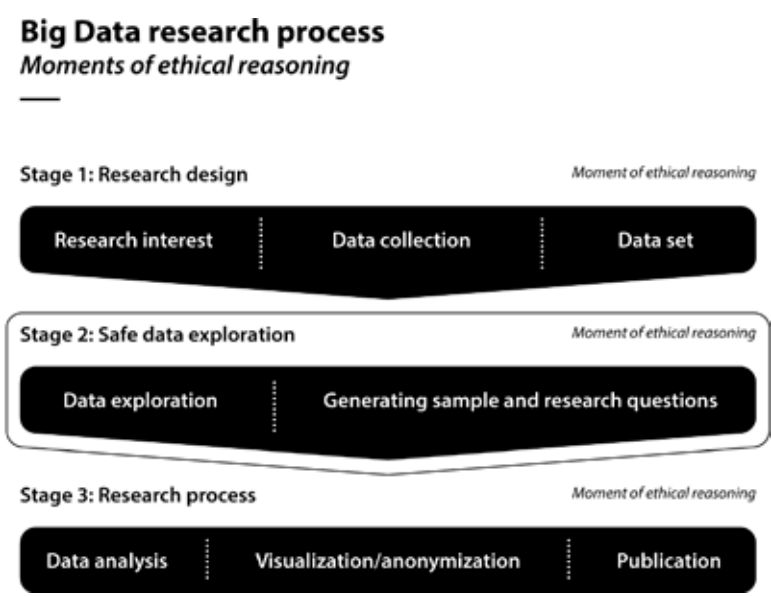 Big Data research process
Moments of ethical reasoning
Stage 1: Research design
Moment of ethical reasoning
Research interest
Data collection
Data set
Stage 2: Safe data exploration
Moment of ethical reasoning
Data exploration
Generating sample and research questions
Stage 3: Research process
Moment of ethical reasoning
Data analysis
Visualization/anonymization
Publication